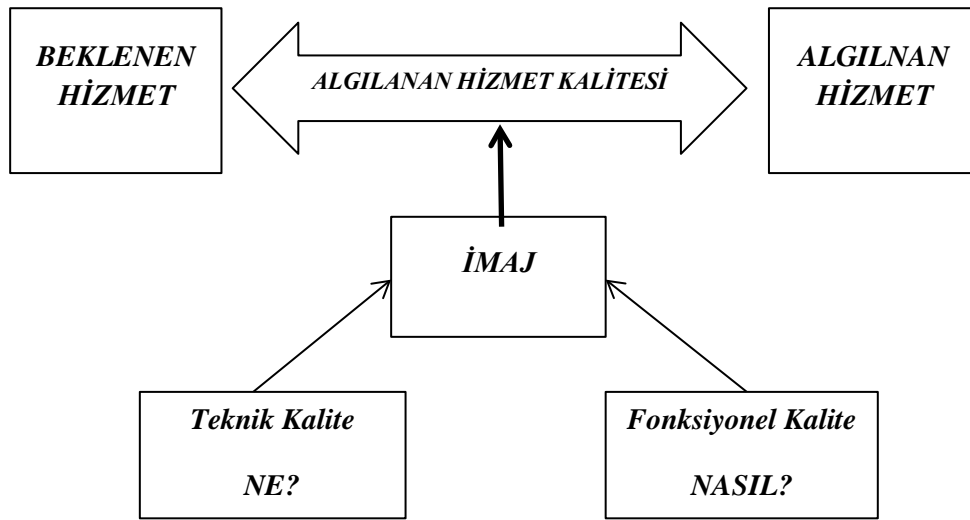 BEKLENEN
HİZMET
ALGILANAN HİZMET KALİTESİ
ALGILNAN
HİZMET
İMAJ
Teknik Kalite
NE?
Fonksiyonel Kalite
NASIL?